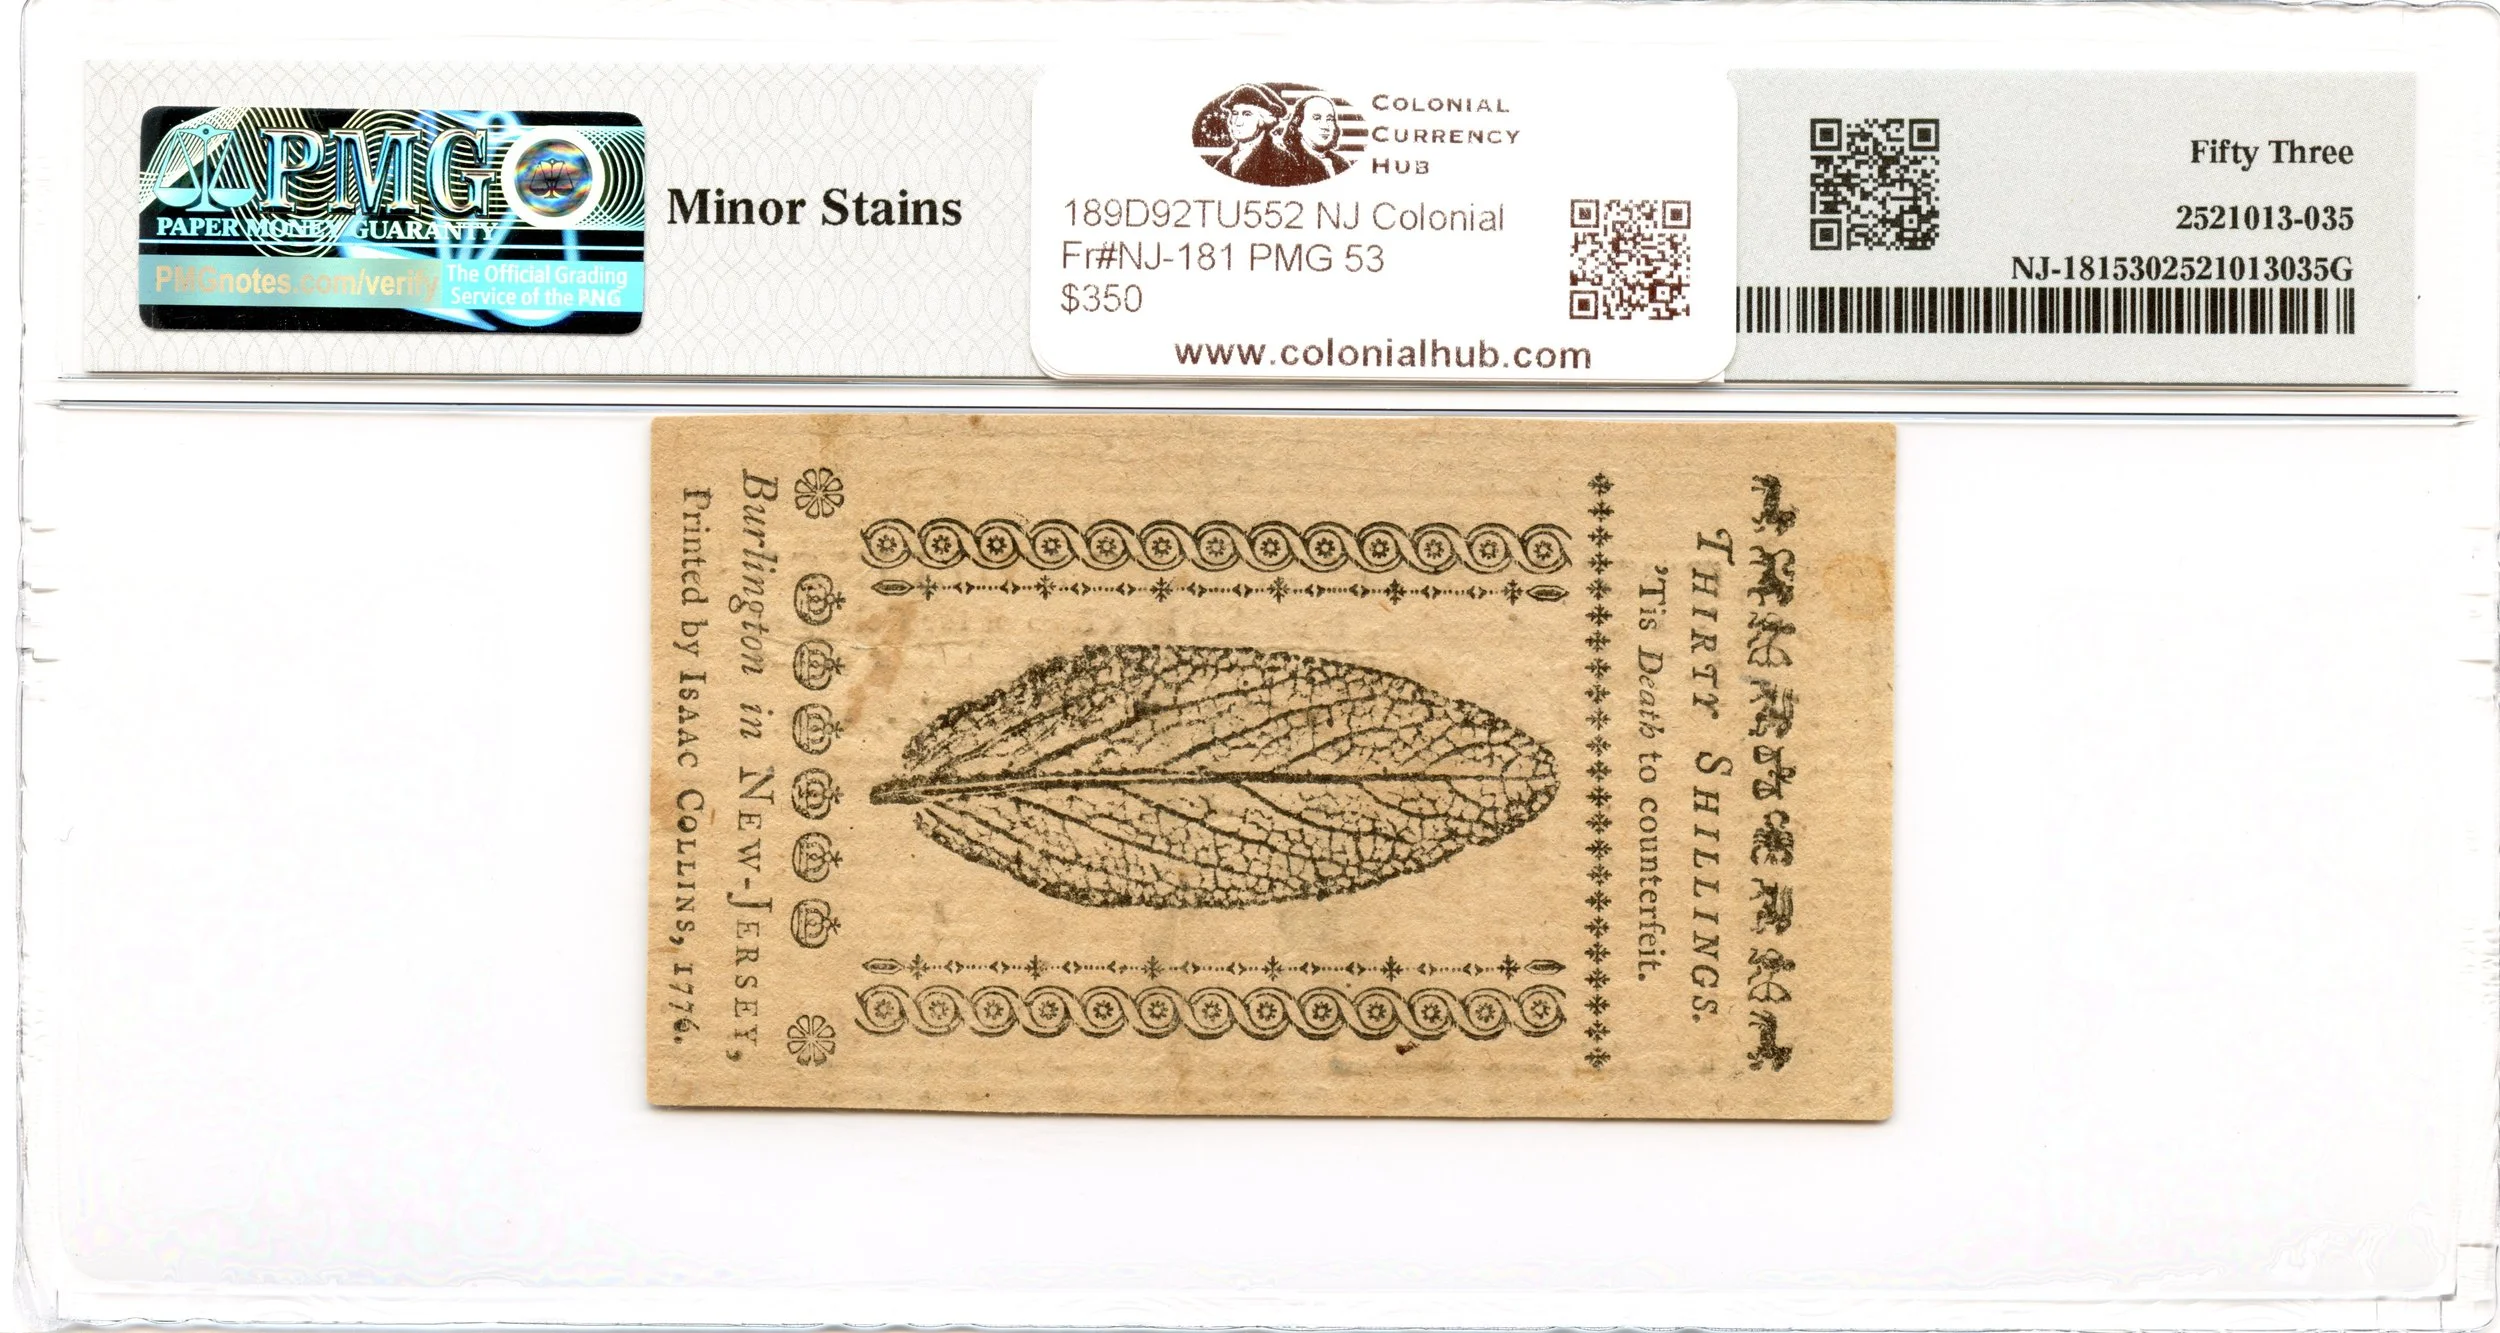 PMG
PAPER MONEY GUARANTY
PMGnotes.com/verify
The Official Grading
Service of the PNG
Minor Stains
COLONIAL
CURRENCY
HUB
189D92TU552 NJ Colonial
Fr#NJ-181 PMG 53
$350
www.colonialhub.com
Fifty Three
2521013-035
NJ-1815302521013035G
THIRTY SHILLINGS.
'Tis Death to counterfeit.
Burlington in NEW-JERSEY,
Printed by ISAAC COLLINS, 1776.